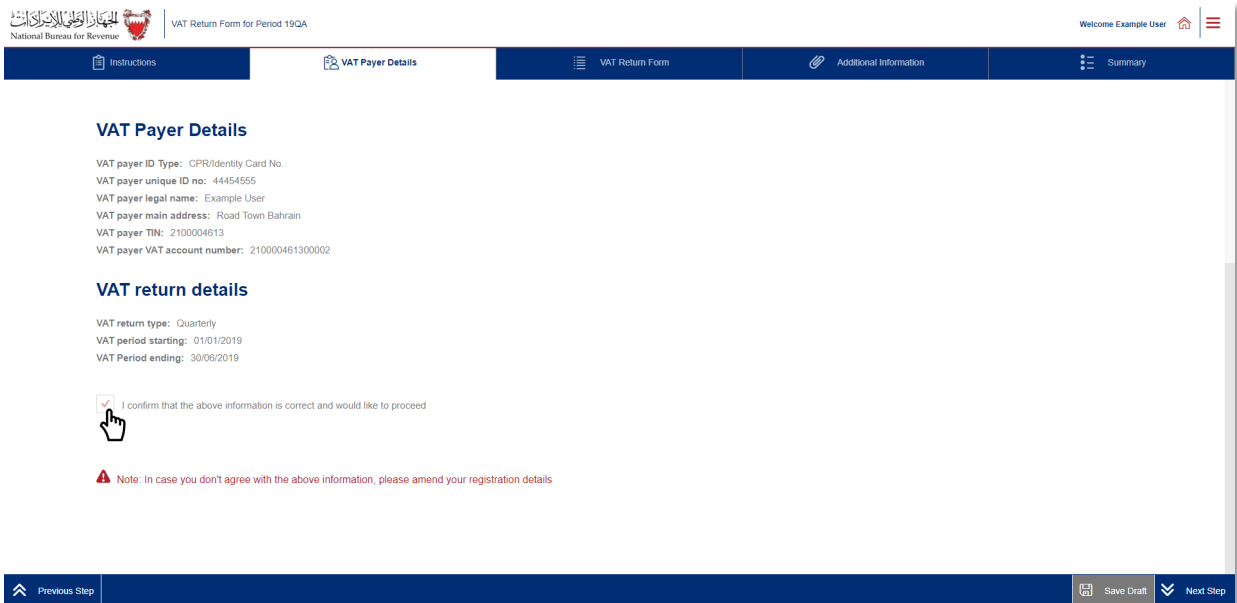 الجهاز الوطني للإيرادات
National Bureau for Revenue
VAT Return Form for Period 19QA
Welcome Example User
Instructions
VAT Payer Details
VAT Return Form
Additional Information
Summary
VAT Payer Details
VAT payer ID Type: CPR/Identity Card No.
VAT payer unique ID no: 44454555
VAT payer legal name: Example User
VAT payer main address: Road Town Bahrain
VAT payer TIN: 2100004613
VAT payer VAT account number: 210000461300002
VAT return details
VAT return type: Quarterly
VAT period starting: 01/01/2019
VAT Period ending: 30/06/2019
I confirm that the above information is correct and would like to proceed
Note: In case you don't agree with the above information, please amend your registration details
Previous Step
Save Draft
Next Step